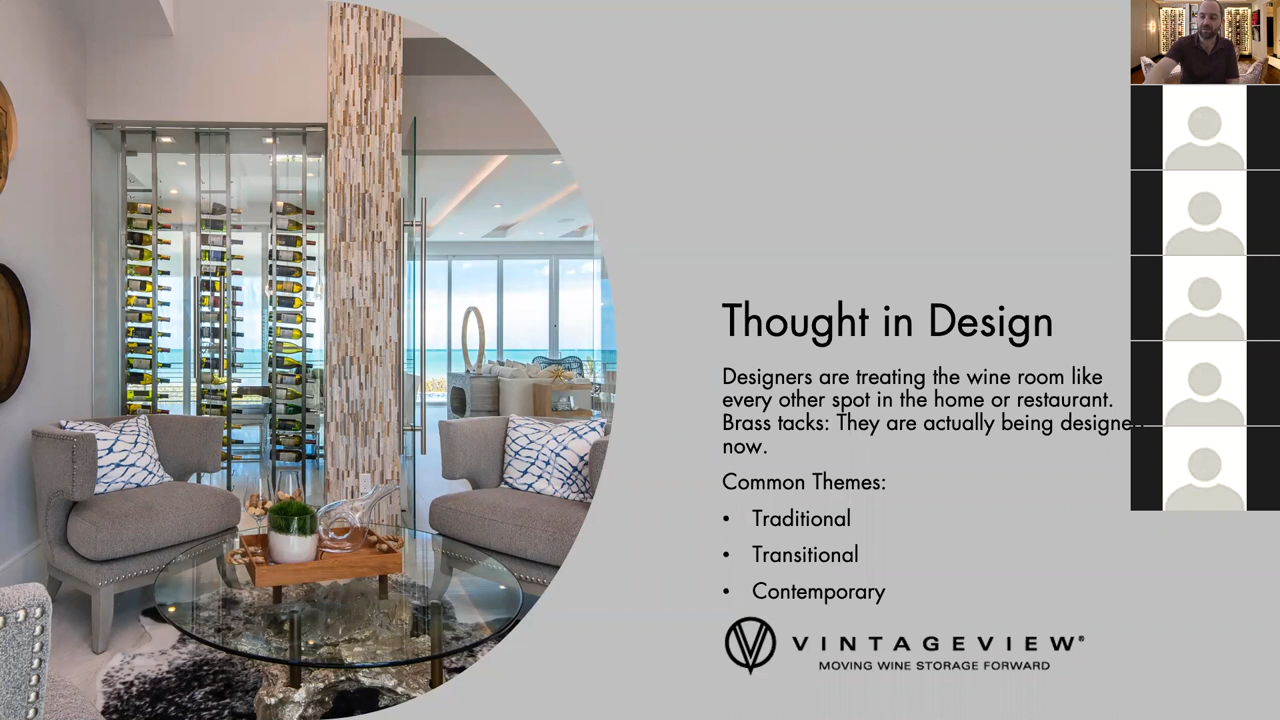 Thought in Design
Designers are treating the wine room like
every other spot in the home or restaurant.
Brass tacks: They are actually being designe
now.
Common Themes:
• Traditional
• Transitional
• Contemporary
VINTAGEVIEW®
MOVING WINE STORAGE FORWARD